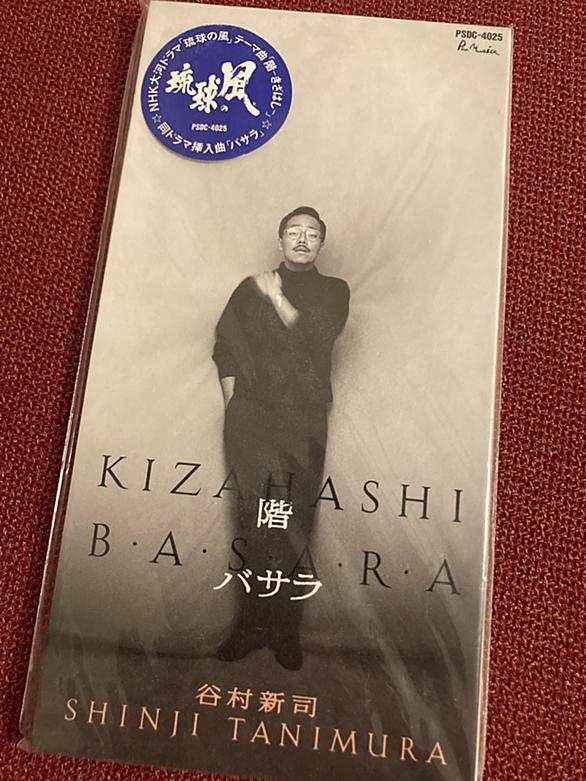 PSDC-4025
☆NHK大河ドラマ「琉球の風」テーマ曲「階-きざはし」☆
琉球の風
PSDC-4025
同ドラマ挿入曲「バサラ」
KIZAHASHI
階
B·A·S·A·R·A
バサラ
谷村新司
SHINJI TANIMURA